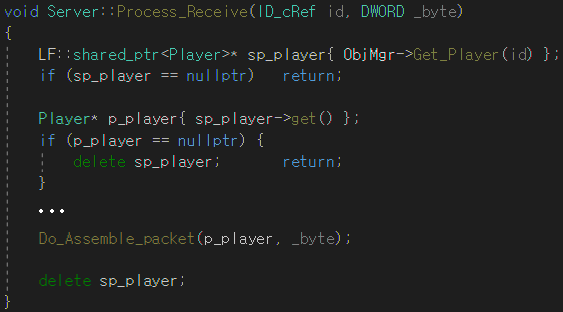 void Server::Process_Receive(ID_cRef id, DWORD _byte)
{
LF::shared_ptr<Player>* sp_player{ ObjMgr->Get_Player(id) };
if (sp_player == nullptr)   return;
Player* p_player{ sp_player->get() };
if (p_player == nullptr) {
delete sp_player;      return;
}
•••
Do_Assemble_packet(p_player, _byte);
delete sp_player;
}